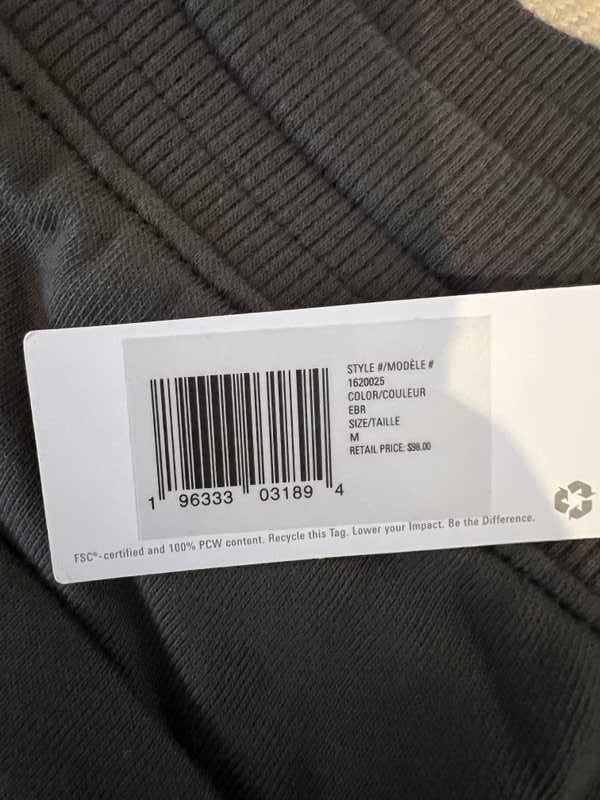 STYLE #/MODÈLE #
1620025
COLOR/COULEUR
EBR
SIZE/TAILLE
M
RETAIL PRICE: $98.00
1 96333 03189 4
FSC®-certified and 100% PCW content. Recycle this Tag. Lower your Impact. Be the Difference.